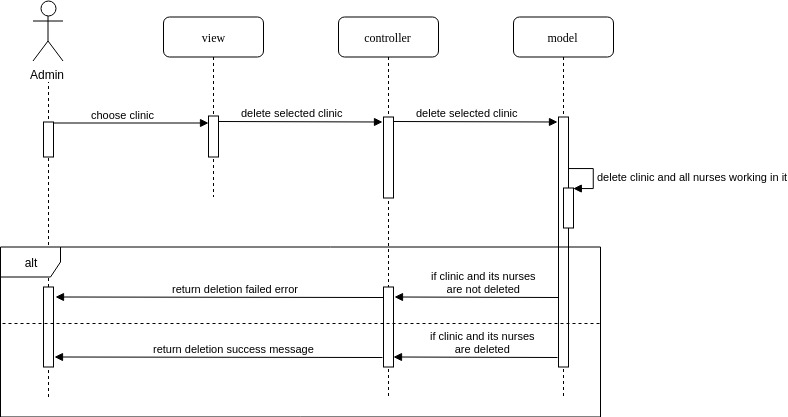 Admin
view
controller
model
choose clinic
delete selected clinic
delete selected clinic
delete clinic and all nurses working in it
alt
return deletion failed error
if clinic and its nurses
are not deleted
return deletion success message
if clinic and its nurses
are deleted